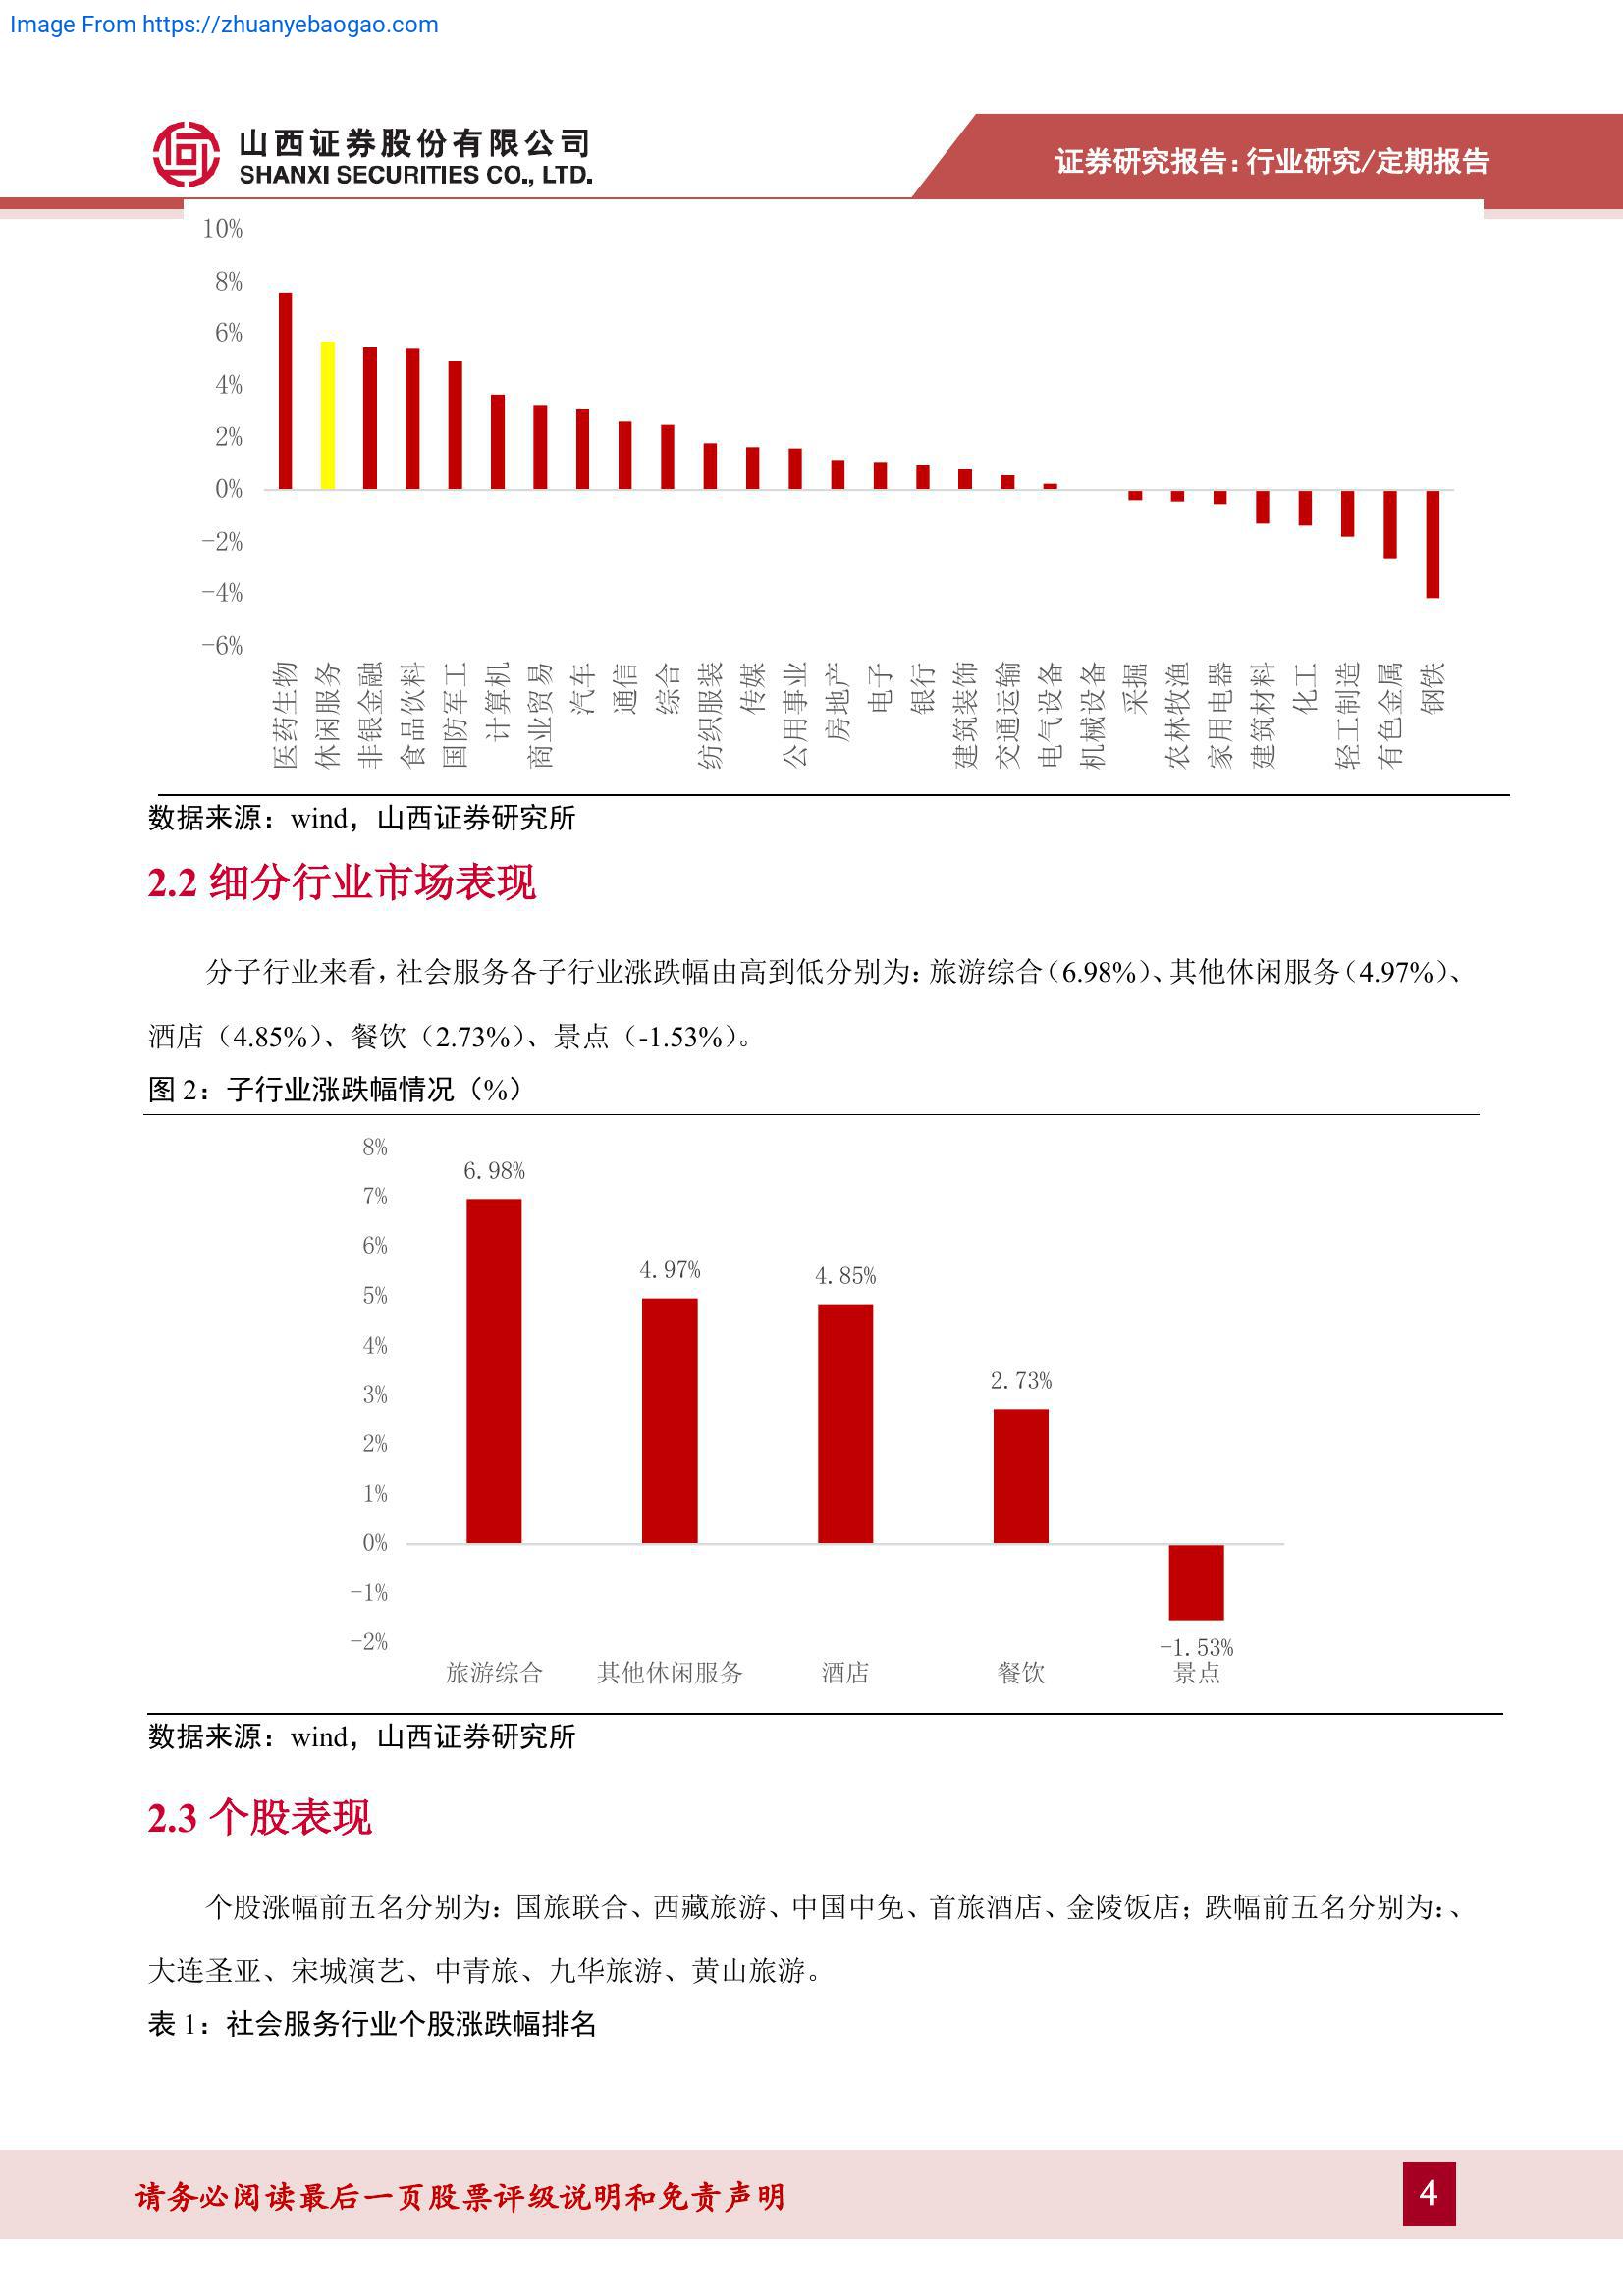 Image From https://zhuanyebaogao.com
山西证券股份有限公司
SHANXI SECURITIES CO., LTD.
证券研究报告：行业研究/定期报告
10%
8%
6%
4%
2%
0%
-2%
-4%
-6%
医药生物
休闲服务
非银金融
食品饮料
国防军工
计算机
商业贸易
汽车
通信
综合
纺织服装
传媒
公用事业
房地产
电子
银行
建筑装饰
交通运输
电气设备
机械设备
采掘
农林牧渔
家用电器
建筑材料
化工
轻工制造
有色金属
钢铁
数据来源：wind，山西证券研究所
2.2 细分行业市场表现
分子行业来看，社会服务各子行业涨跌幅由高到低分别为：旅游综合（6.98%）、其他休闲服务（4.97%）、
酒店（4.85%）、餐饮（2.73%）、景点（-1.53%）。
图 2：子行业涨跌幅情况（%）
8%
7%
6%
5%
4%
3%
2%
1%
0%
-1%
-2%
6.98%
4.97%
4.85%
2.73%
-1.53%
旅游综合
其他休闲服务
酒店
餐饮
景点
数据来源：wind，山西证券研究所
2.3 个股表现
个股涨幅前五名分别为：国旅联合、西藏旅游、中国中免、首旅酒店、金陵饭店；跌幅前五名分别为：、
大连圣亚、宋城演艺、中青旅、九华旅游、黄山旅游。
表 1：社会服务行业个股涨跌幅排名
请务必阅读最后一页股票评级说明和免责声明
4